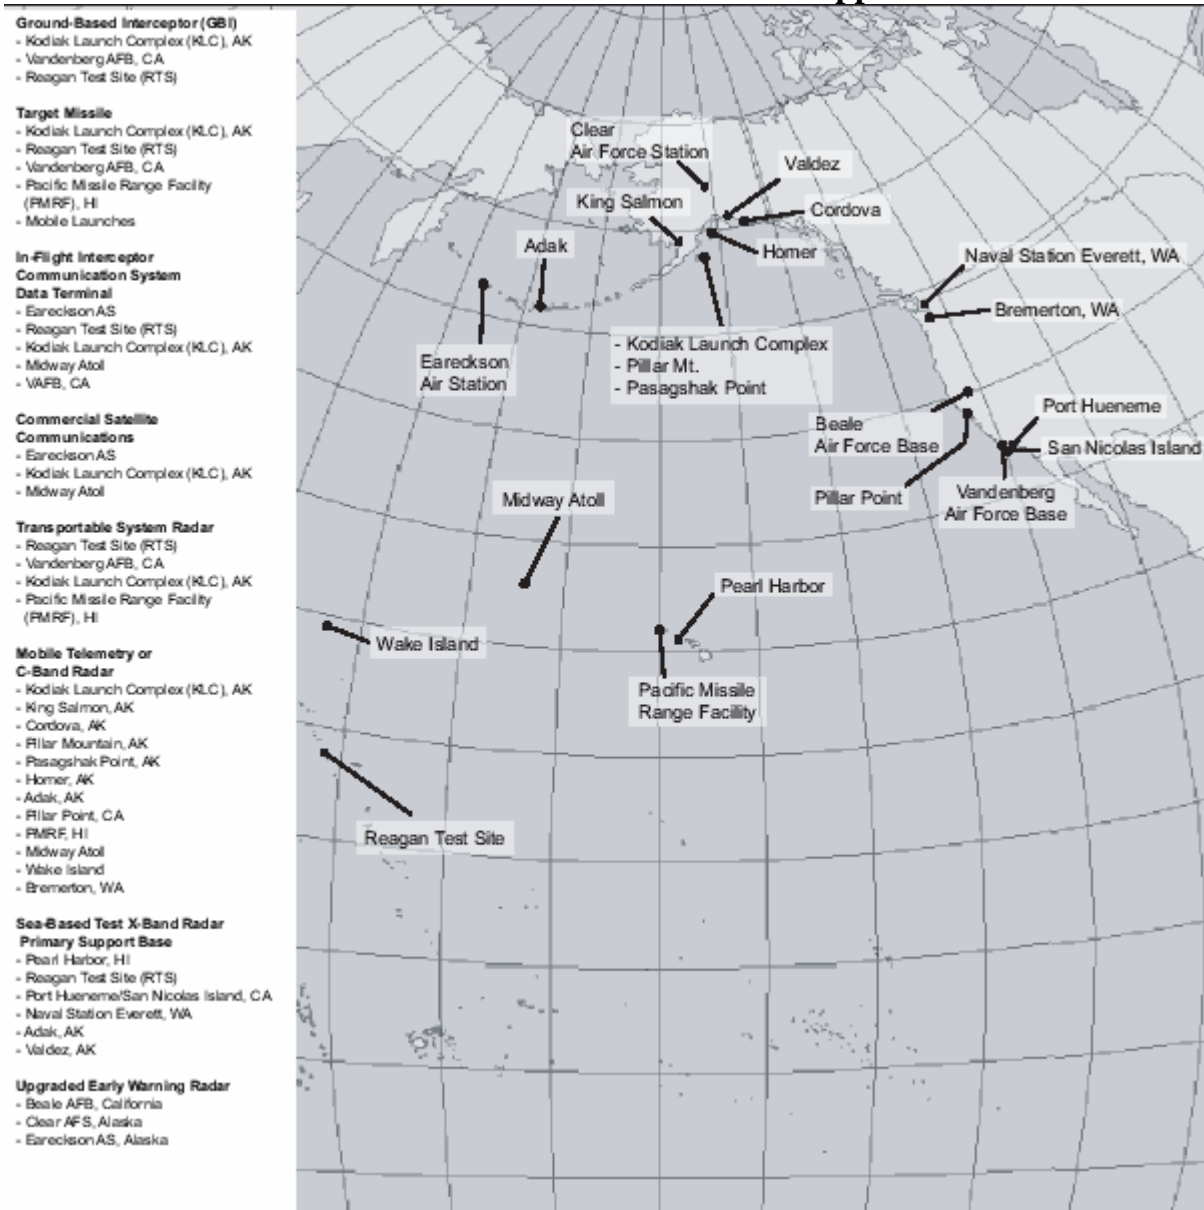 Ground-Based Interceptor (GBI)
- Kodiak Launch Complex (KLC), AK
- Vandenberg AFB, CA
- Reagan Test Site (RTS)
Target Missile
- Kodiak Launch Complex (KLC), AK
- Reagan Test Site (RTS)
- Vandenberg AFB, CA
- Pacific Missile Range Facility
(PMRF), HI
- Mobile Launches
In-Flight Interceptor
Communication System
Data Terminal
- Eareckson AS
- Reagan Test Site (RTS)
- Kodiak Launch Complex (KLC), AK
- Midway Atoll
- VAFB, CA
Commercial Satellite
Communications
- Eareckson AS
- Kodiak Launch Complex (KLC), AK
- Midway Atoll
Transportable System Radar
- Reagan Test Site (RTS)
- Vandenberg AFB, CA
- Kodiak Launch Complex (KLC), AK
- Pacific Missile Range Facility
(PMRF), HI
Mobile Telemetry or
C-Band Radar
- Kodiak Launch Complex (KLC), AK
- King Salmon, AK
- Cordova, AK
- Pillar Mountain, AK
- Pasagshak Point, AK
- Homer, AK
- Adak, AK
- Pillar Point, CA
- PMRF, HI
- Midway Atoll
- Wake Island
- Bremerton, WA
Sea-Based Test X-Band Radar
Primary Support Base
- Pearl Harbor, HI
- Reagan Test Site (RTS)
- Port Hueneme/San Nicolas Island, CA
- Naval Station Everett, WA
- Adak, AK
- Valdez, AK
Upgraded Early Warning Radar
- Beale AFB, California
- Clear AFS, Alaska
- Eareckson AS, Alaska
Clear
Air Force Station
Valdez
King Salmon
Cordova
Adak
Homer
Naval Station Everett, WA
Bremerton, WA
Eareckson
Air Station
- Kodiak Launch Complex
- Pillar Mt.
- Pasagshak Point
Beale
Air Force Base
Port Hueneme
San Nicolas Island
Pillar Point
Vandenberg
Air Force Base
Midway Atoll
Pearl Harbor
Wake Island
Pacific Missile
Range Facility
Reagan Test Site